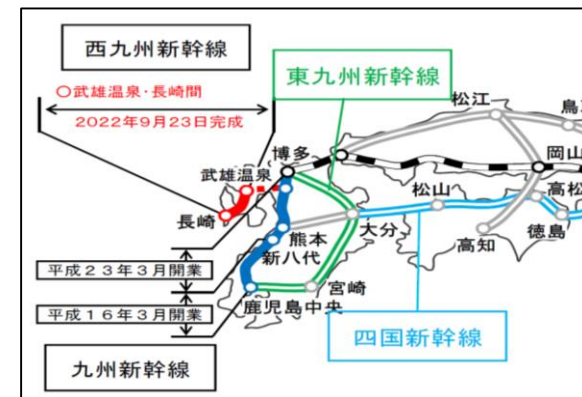 西九州新幹線
○武雄温泉・長崎間
2022年9月23日完成
東九州新幹線
松江
鳥
岡山
博多
武雄温泉
長崎
松山
高松
大分
徳島
高知
熊本
新八代
平成23年3月開業
宮崎
平成16年3月開業
鹿児島中央
四国新幹線
九州新幹線